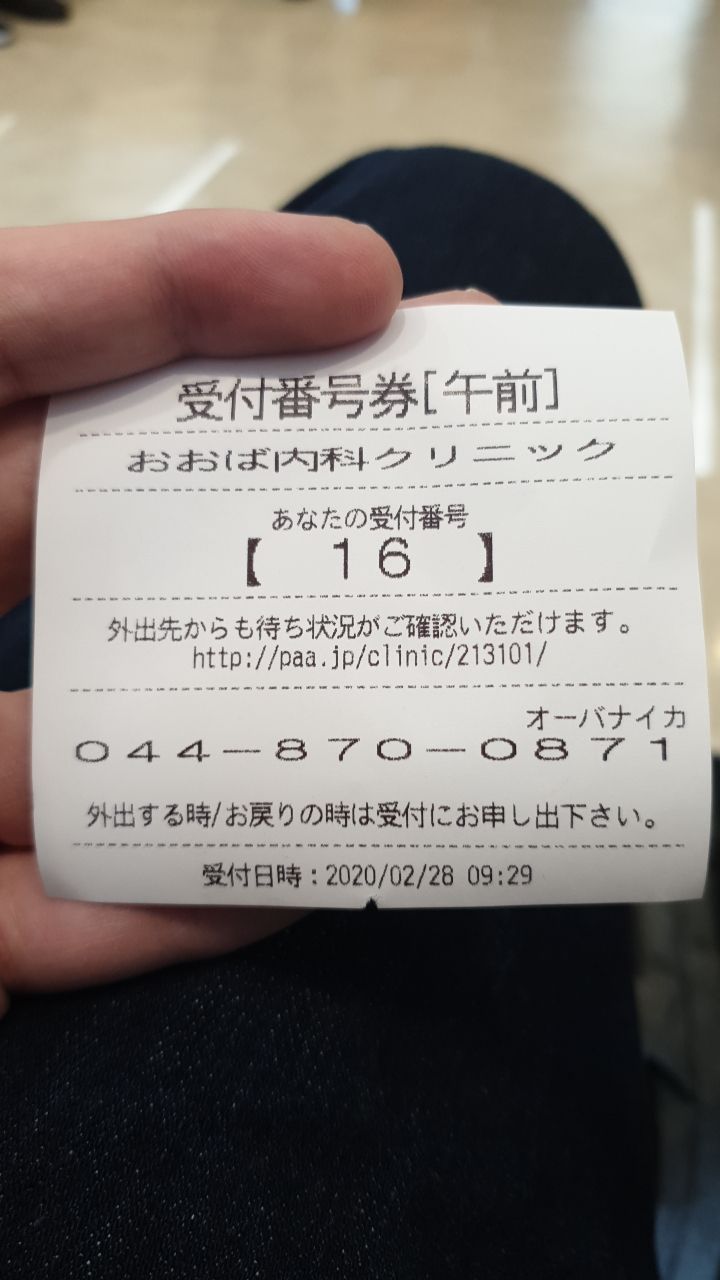 受付番号券[午前]
おおば内科クリニック
あなたの受付番号
【 16 】
外出先からも待ち状況がご確認いただけます。
http://paa.jp/clinic/213101/
オーバナイカ
044-870-0871
外出する時/お戻りの時は受付にお申し出下さい。
受付日時:2020/02/28 09:29